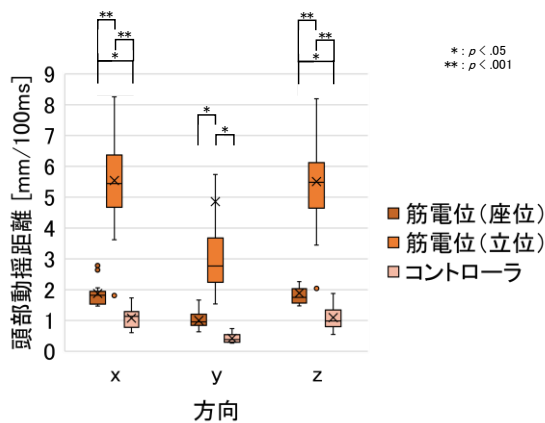 ** ** **
** **
* * * *
* : p < .05
** : p < .001
頭部動揺距離 [mm/100ms]
9
8
7
6
5
4
3
2
1
0
x y z
方向
筋電位(座位)
筋電位(立位)
コントローラ